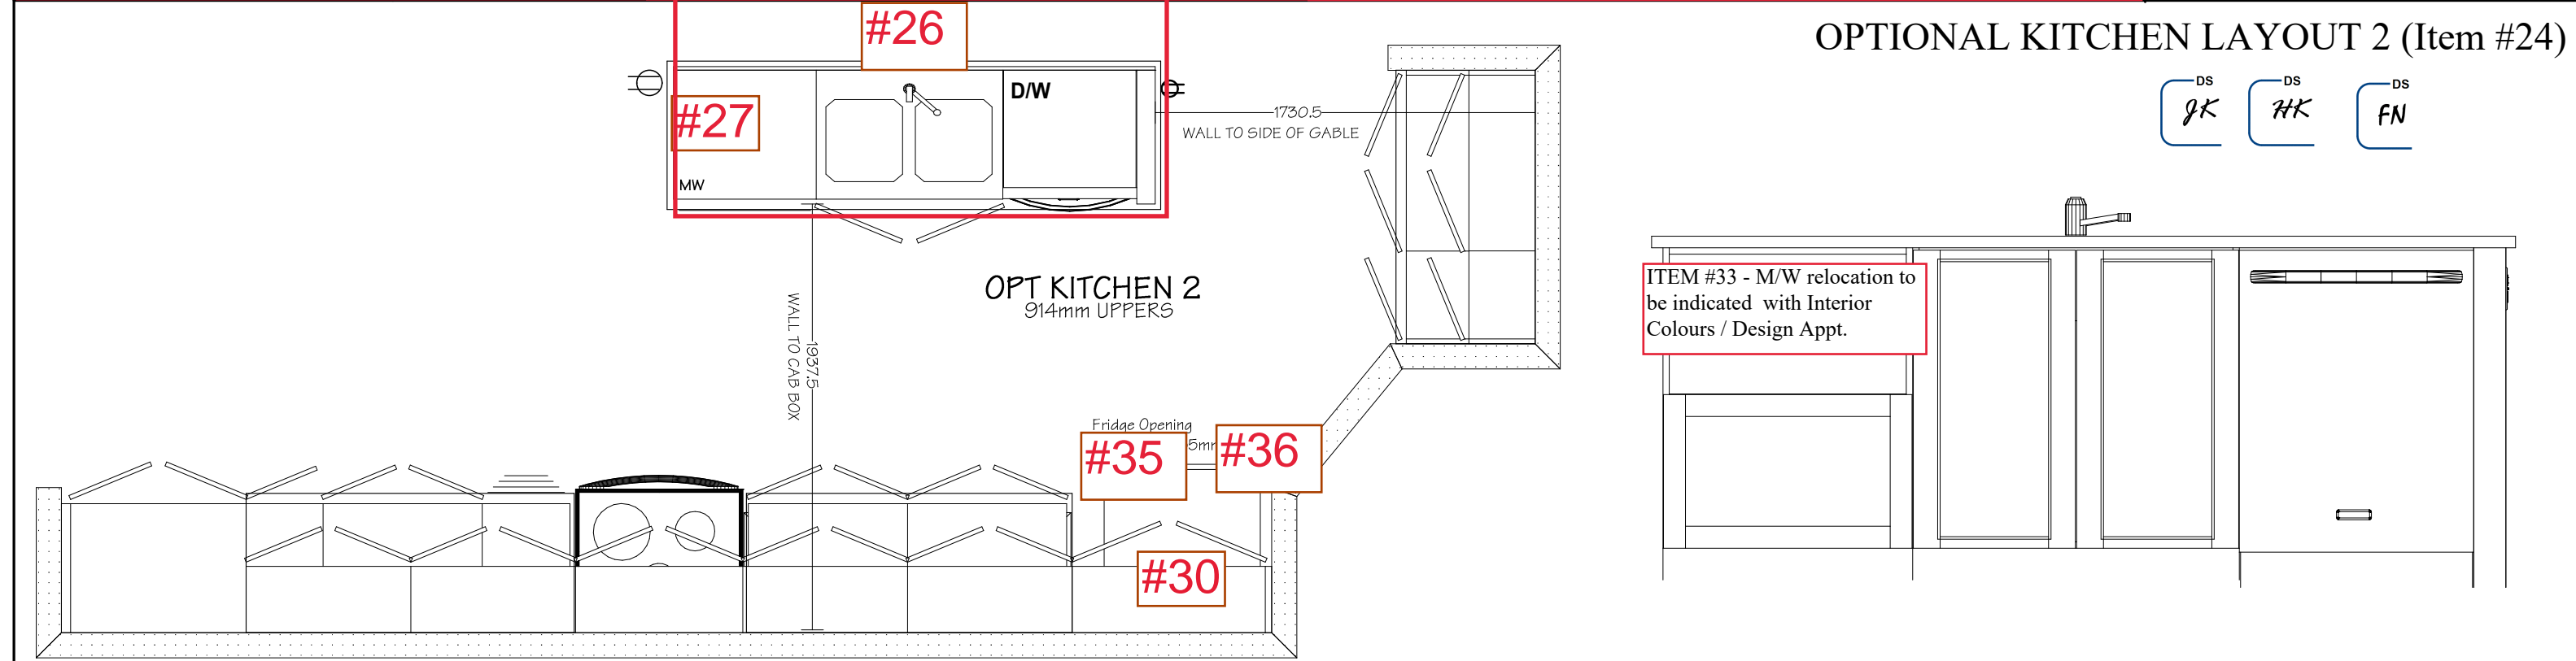 OPTIONAL KITCHEN LAYOUT 2 (Item #24)
DS
JK
DS
HK
DS
FN
#26
#27
D/W
MW
1730.5
WALL TO SIDE OF GABLE
OPT KITCHEN 2
914mm UPPERS
WALL TO CAB BOX
1937.5
ITEM #33 - M/W relocation to
be indicated with Interior
Colours / Design Appt.
Fridge Opening
#35
#36
#30